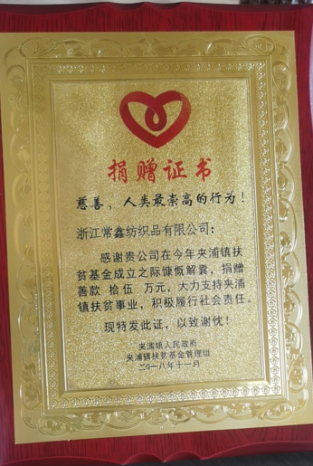 捐赠证书
慈善，人类最崇高的行为！
浙江常鑫纺织品有限公司：
感谢贵公司在今年夹浦镇扶
贫基金成立之际慷慨解囊，捐赠
善款 拾伍 万元，大力支持夹浦
镇扶贫事业，积极履行社会责任。
现特发此证，以致谢忱！
夹浦镇人民政府
夹浦镇扶贫基金管理组
二〇一八年十一月